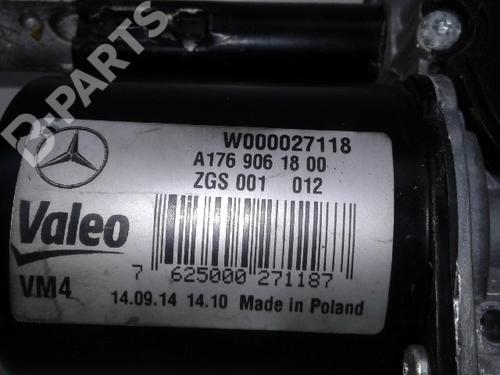 B-PARTS
W000027118
A176 906 18 00
ZGS 001 012
Valeo
VM4
7 625000 271187
14.09.14 14.10 Made in Poland